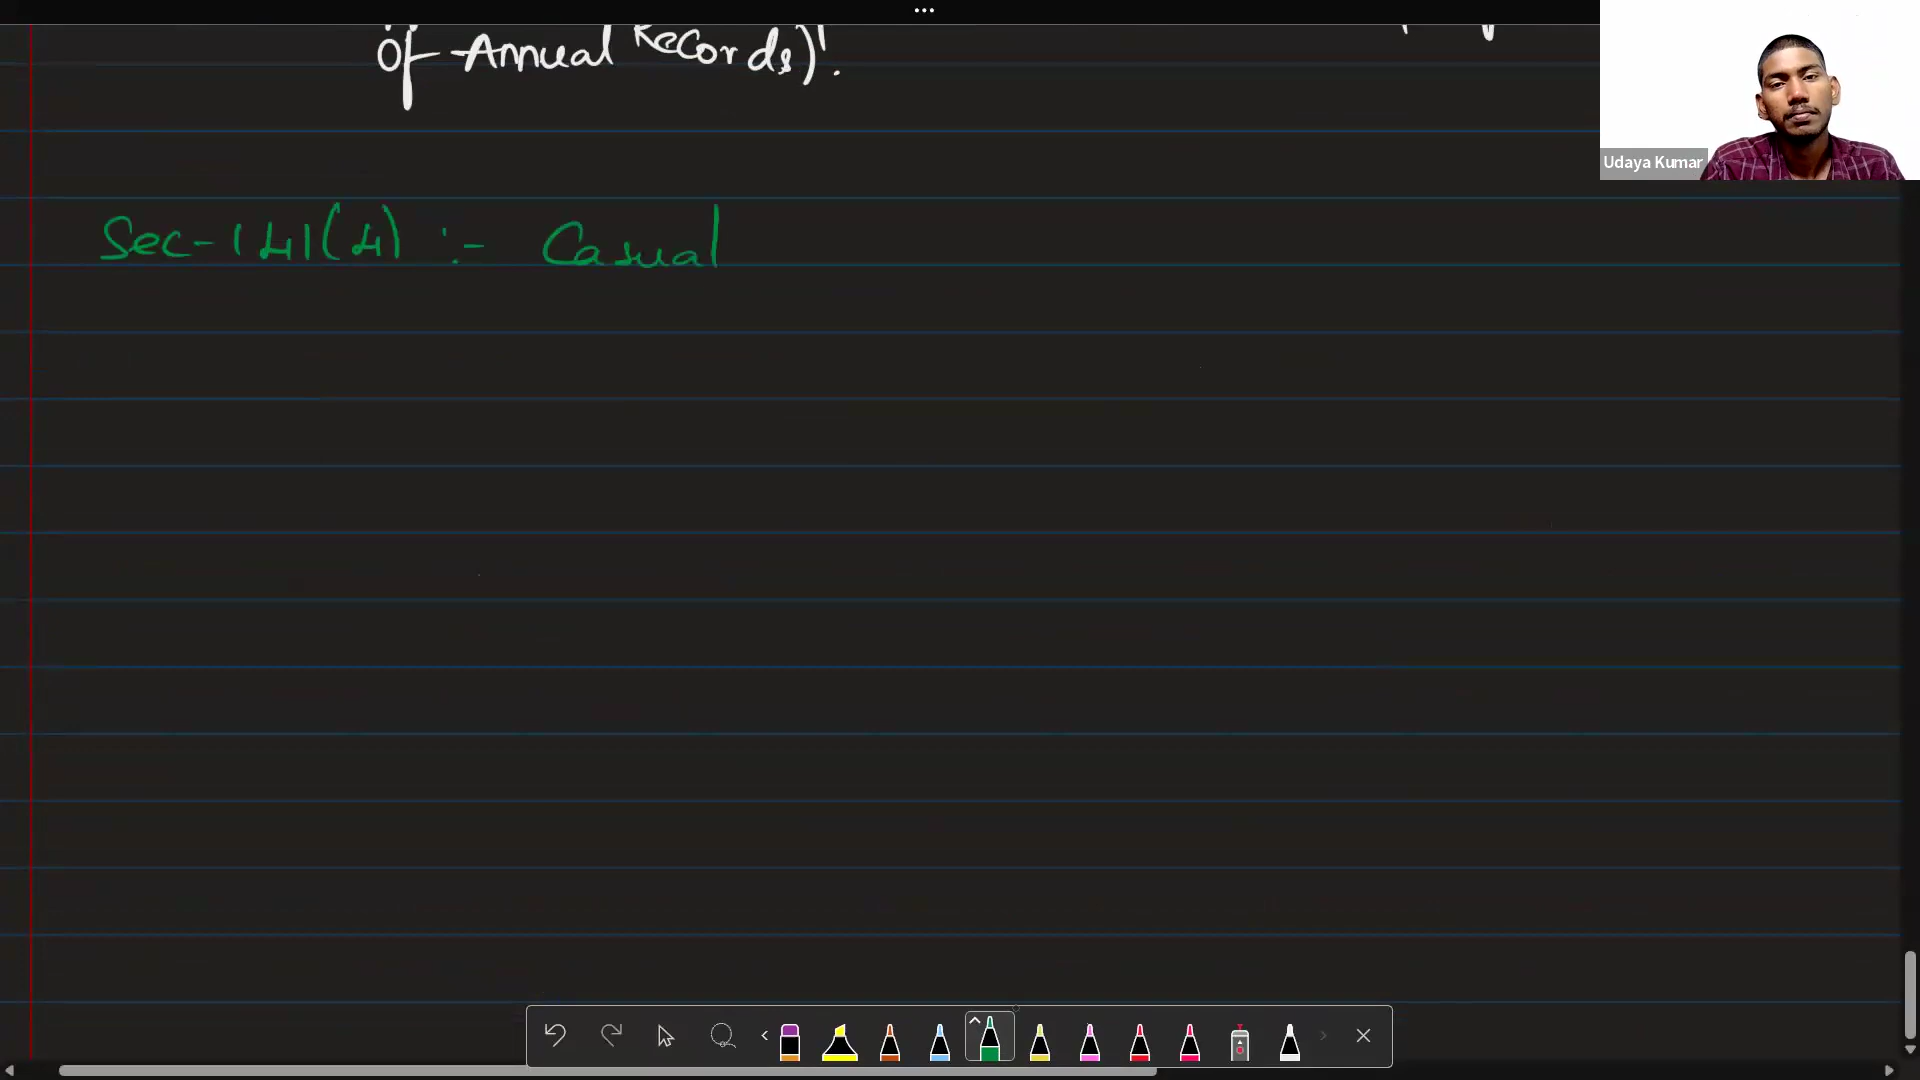 of Annual Records)'.
Udaya Kumar
Sec-141(4) :- Casual